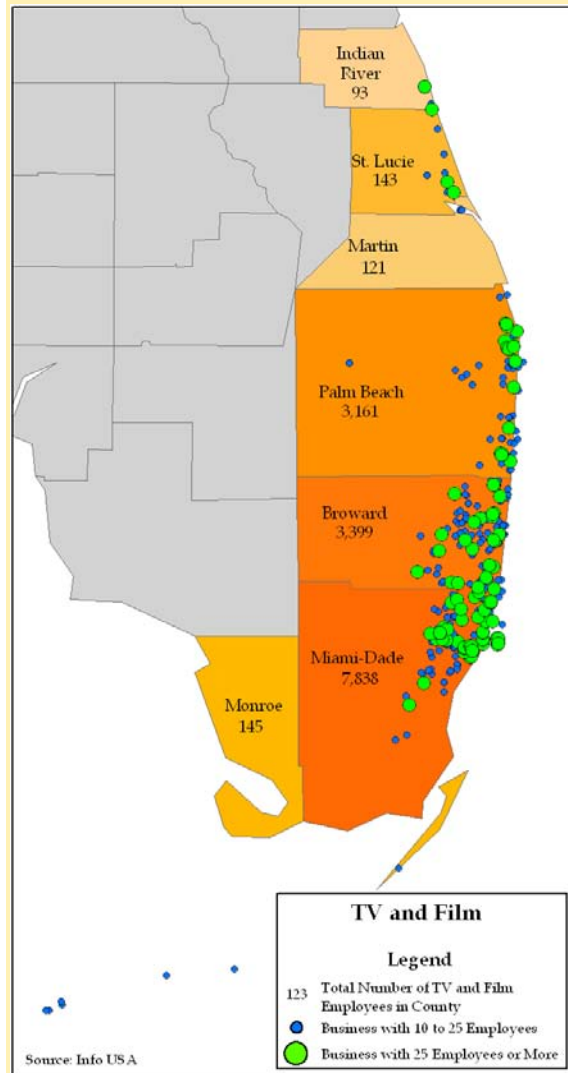 Indian
River
93
St. Lucie
143
Martin
121
Palm Beach
3,161
Broward
3,399
Miami-Dade
7,838
Monroe
145
TV and Film
Legend
123 Total Number of TV and Film
Employees in County
Business with 10 to 25 Employees
Business with 25 Employees or More
Source: Info USA